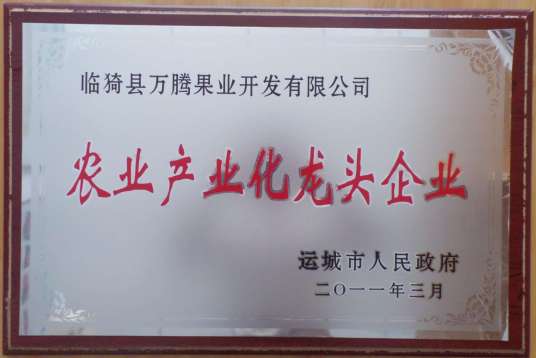 临猗县万腾果业开发有限公司
农业产业化龙头企业
运城市人民政府
二〇一一年三月